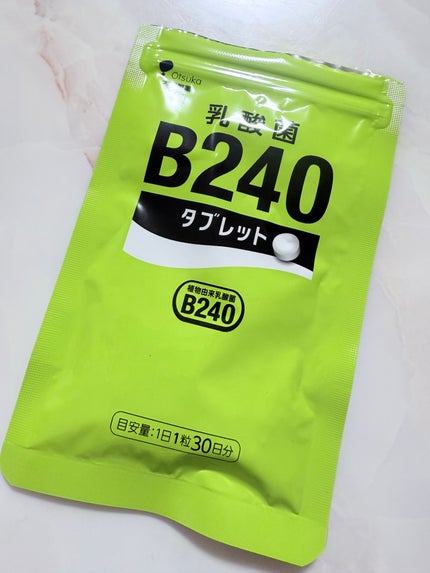 Otsuka
乳酸菌
B240
タブレット
植物由来乳酸菌
B240
目安量:1日1粒30日分